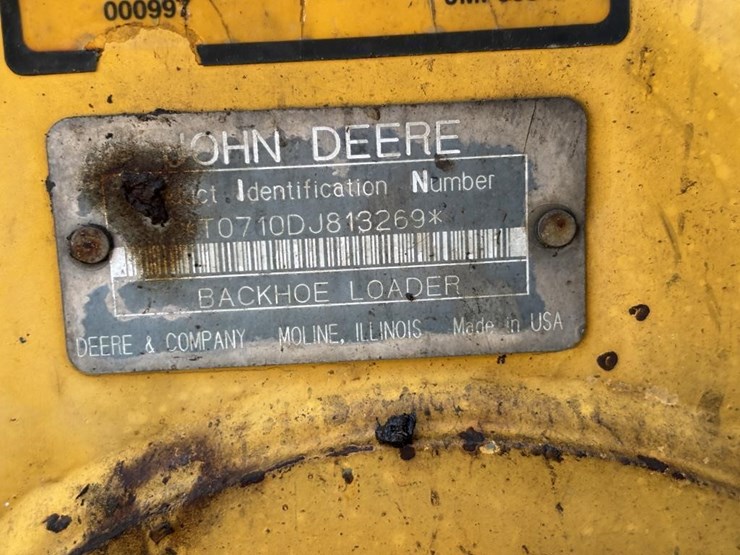 000997
JOHN DEERE
Identification Number
T0710DJ813269*
BACKHOE LOADER
DEERE & COMPANY MOLINE, ILLINOIS Made in USA